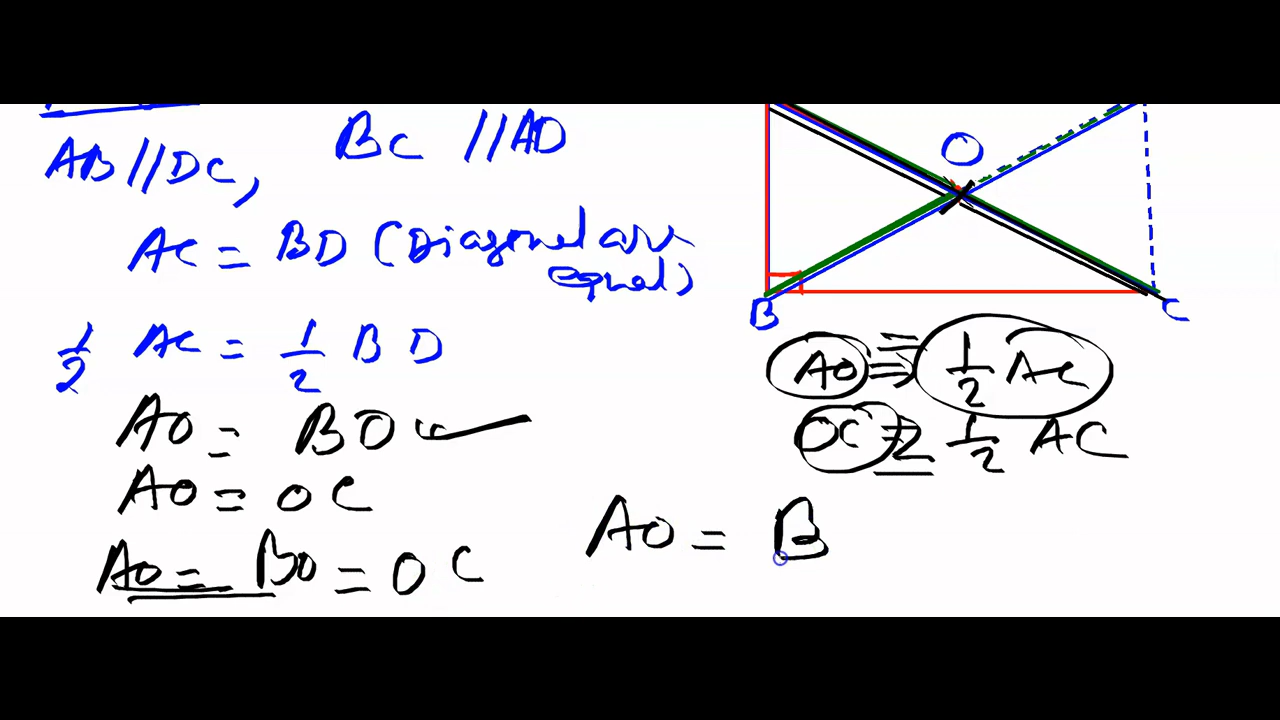 AB//DC, BC //AD
AC = BD (Diagonal are
equal)
1/2 AC = 1/2 BD
AO = BO
AO = OC
AO = BO = OC
O
B
C
AO = 1/2 AC
OC = 1/2 AC
AO = B